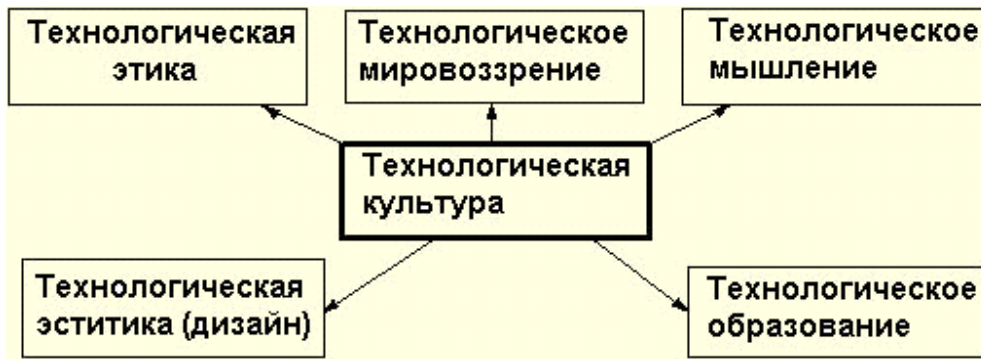 Технологическая
этика
Технологическое
мировоззрение
Технологическое
мышление
Технологическая
культура
Технологическая
эститика (дизайн)
Технологическое
образование